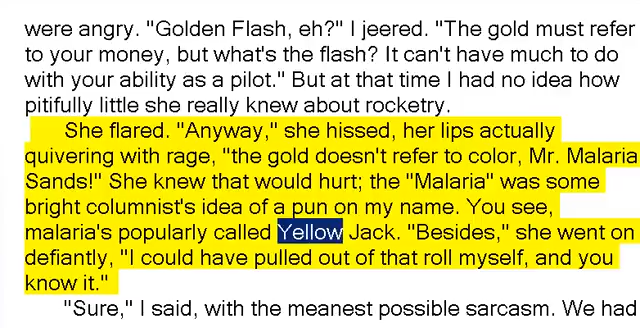 were angry. "Golden Flash, eh?" I jeered. "The gold must refer
to your money, but what's the flash? It can't have much to do
with your ability as a pilot." But at that time I had no idea how
pitifully little she really knew about rocketry.
She flared. "Anyway," she hissed, her lips actually
quivering with rage, "the gold doesn't refer to color, Mr. Malaria
Sands!" She knew that would hurt; the "Malaria" was some
bright columnist's idea of a pun on my name. You see,
malaria's popularly called Yellow Jack. "Besides," she went on
defiantly, "I could have pulled out of that roll myself, and you
know it."
"Sure," I said, with the meanest possible sarcasm. We had